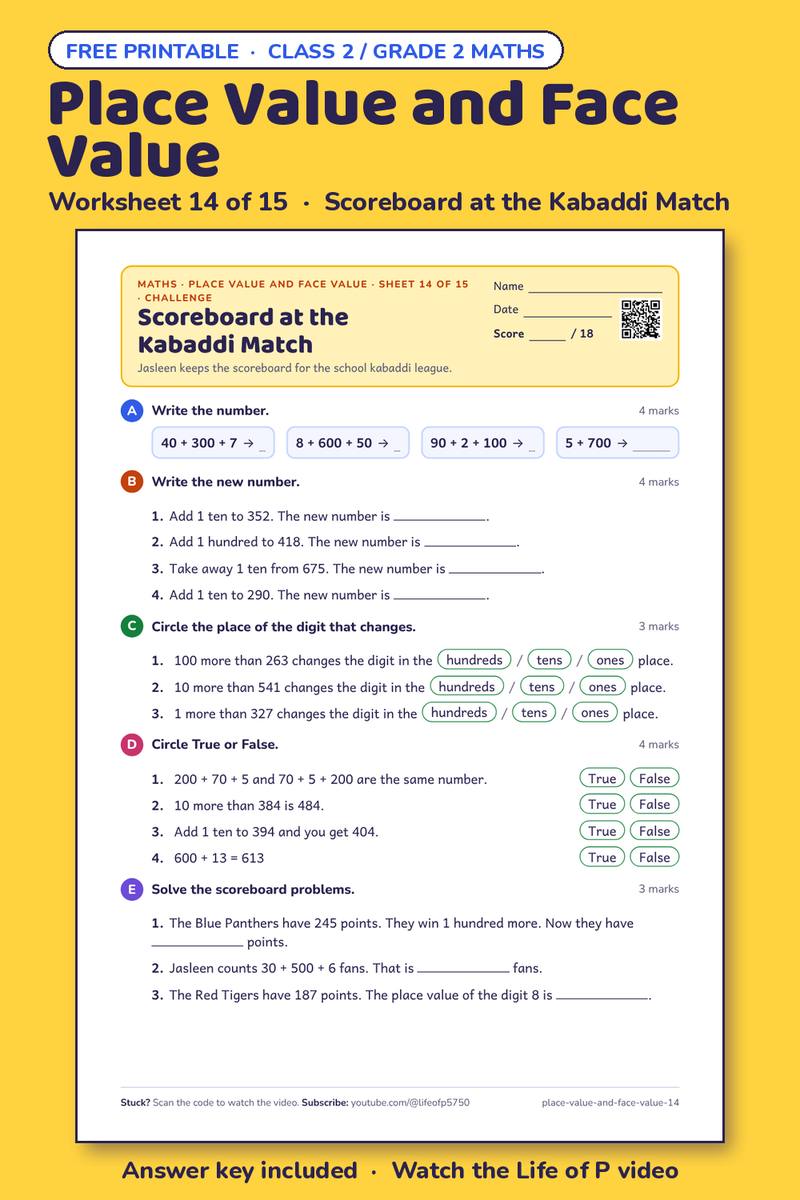 FREE PRINTABLE · CLASS 2 / GRADE 2 MATHS
Place Value and Face
Value
Worksheet 14 of 15 · Scoreboard at the Kabaddi Match
MATHS · PLACE VALUE AND FACE VALUE · SHEET 14 OF 15
· CHALLENGE
Scoreboard at the
Kabaddi Match
Jasleen keeps the scoreboard for the school kabaddi league.
Name ____________________
Date ____________
Score _____ / 18
A Write the number. 4 marks
40 + 300 + 7 → _ 8 + 600 + 50 → _ 90 + 2 + 100 → _ 5 + 700 → _____
B Write the new number. 4 marks
1. Add 1 ten to 352. The new number is ____________.
2. Add 1 hundred to 418. The new number is ____________.
3. Take away 1 ten from 675. The new number is ____________.
4. Add 1 ten to 290. The new number is ____________.
C Circle the place of the digit that changes. 3 marks
1. 100 more than 263 changes the digit in the hundreds / tens / ones place.
2. 10 more than 541 changes the digit in the hundreds / tens / ones place.
3. 1 more than 327 changes the digit in the hundreds / tens / ones place.
D Circle True or False. 4 marks
1. 200 + 70 + 5 and 70 + 5 + 200 are the same number. True False
2. 10 more than 384 is 484. True False
3. Add 1 ten to 394 and you get 404. True False
4. 600 + 13 = 613 True False
E Solve the scoreboard problems. 3 marks
1. The Blue Panthers have 245 points. They win 1 hundred more. Now they have
____________ points.
2. Jasleen counts 30 + 500 + 6 fans. That is ____________ fans.
3. The Red Tigers have 187 points. The place value of the digit 8 is ____________.
Stuck? Scan the code to watch the video. Subscribe: youtube.com/@lifeofp5750 place-value-and-face-value-14
Answer key included · Watch the Life of P video